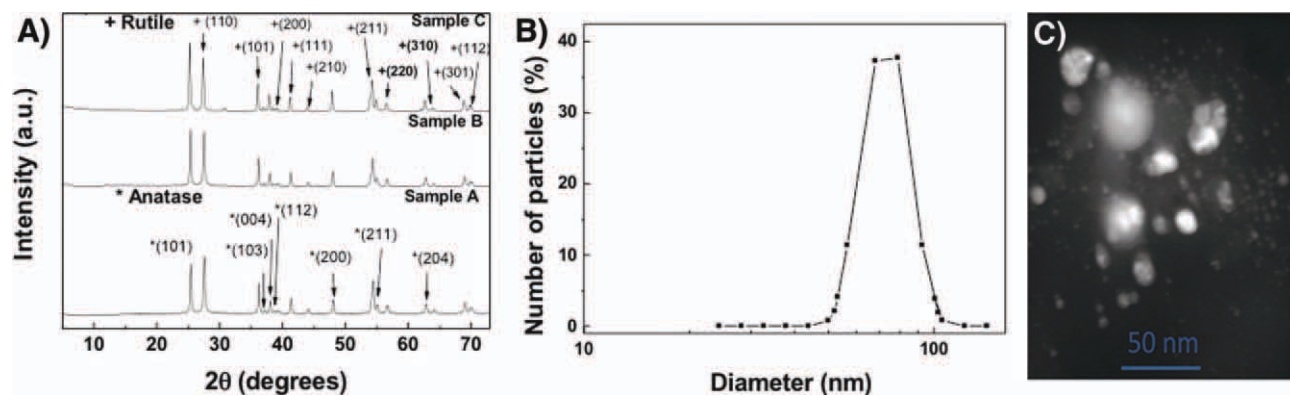 A)
+ Rutile
+ (110)
+(101)
+(200)
+(111)
+(210)
+(211)
Sample C
+(310)
+(220)
+(112)
+(301)
Sample B
* Anatase
Sample A
*(101)
*(004)
*(103)
*(112)
*(200)
*(211)
*(204)
Intensity (a.u.)
10 20 30 40 50 60 70
2θ (degrees)
B)
Number of particles (%)
40
30
20
10
0
10 100
Diameter (nm)
C)
50 nm